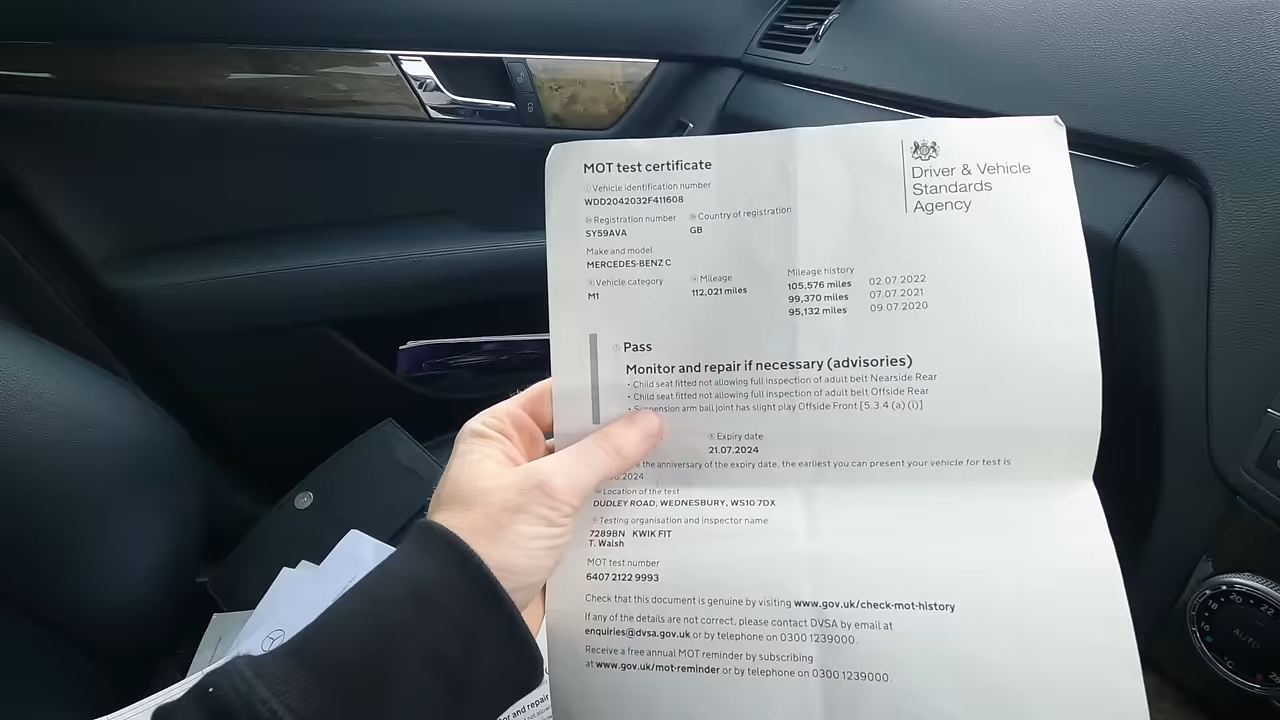 MOT test certificate
Driver & Vehicle
Standards
Agency
Vehicle identification number
WDD2042032F411608
Registration number
Country of registration
SY59AVA
GB
Make and model
MERCEDES-BENZ C
Vehicle category
Mileage
Mileage history
M1
112,021 miles
105,576 miles 02.07.2022
99,370 miles 07.07.2021
95,132 miles 09.07.2020
Pass
Monitor and repair if necessary (advisories)
• Child seat fitted not allowing full inspection of adult belt Nearside Rear
• Child seat fitted not allowing full inspection of adult belt Offside Rear
• Suspension arm ball joint has slight play Offside Front [5.3.4 (a) (i)]
Expiry date
21.07.2024
the anniversary of the expiry date, the earliest you can present your vehicle for test is
2024.
Location of the test
DUDLEY ROAD, WEDNESBURY, WS10 7DX
Testing organisation and inspector name
7289BN KWIK FIT
T. Walsh
MOT test number
6407 2122 9993
Check that this document is genuine by visiting www.gov.uk/check-mot-history
If any of the details are not correct, please contact DVSA by email at
enquiries@dvsa.gov.uk or by telephone on 0300 1239000.
Receive a free annual MOT reminder by subscribing
at www.gov.uk/mot-reminder or by telephone on 0300 1239000.
and repair
18
20
22
16
AUTO
°C